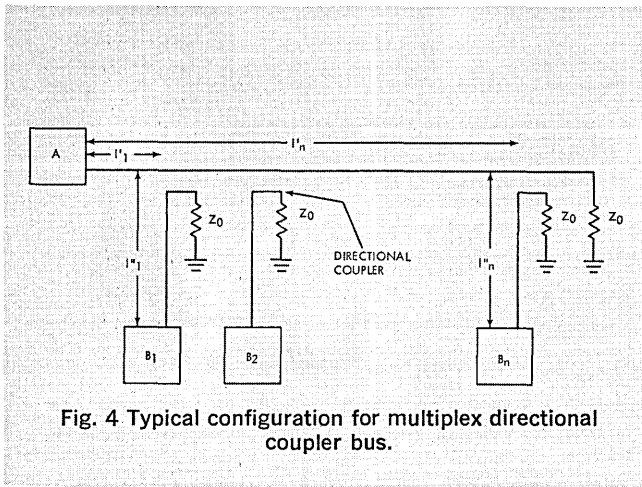 A
l'n
l'1
Z0
Z0
Z0
Z0
DIRECTIONAL
COUPLER
l"1
l"n
B1
B2
Bn
Fig. 4 Typical configuration for multiplex directional
coupler bus.